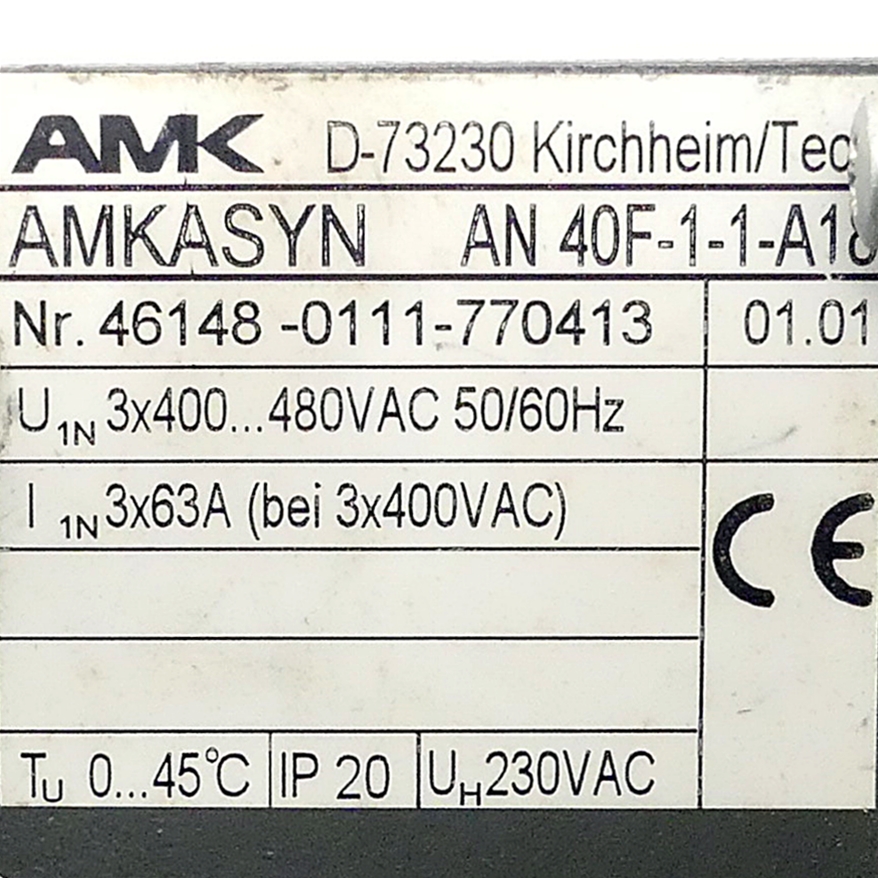 AMK D-73230 Kirchheim/Tec
AMKASYN AN 40F-1-1-A18
Nr. 46148 -0111-770413 01.01
U1N 3x400...480VAC 50/60Hz
I 1N 3x63A (bei 3x400VAC)
CE
TU 0...45°C IP 20 UH230VAC